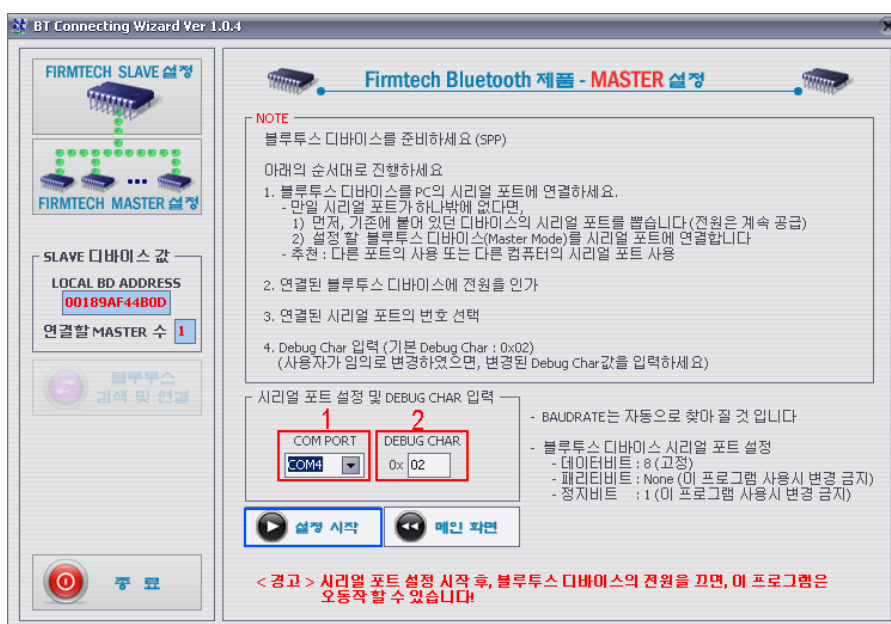 BT Connecting Wizard Ver 1.0.4
FIRMTECH SLAVE 설정
FIRMTECH MASTER 설정
SLAVE 디바이스 값
LOCAL BD ADDRESS
00189AF44B0D
연결할 MASTER 수 1
블루투스
검색 및 연결
종 료
Firmtech Bluetooth 제품 - MASTER 설정
NOTE
블루투스 디바이스를 준비하세요 (SPP)
아래의 순서대로 진행하세요
1. 블루투스 디바이스를 PC의 시리얼 포트에 연결하세요.
- 만일 시리얼 포트가 하나밖에 없다면,
1) 먼저, 기존에 붙어 있던 디바이스의 시리얼 포트를 뽑습니다 (전원은 계속 공급)
2) 설정 할 블루투스 디바이스(Master Mode)를 시리얼 포트에 연결합니다
- 추천 : 다른 포트의 사용 또는 다른 컴퓨터의 시리얼 포트 사용
2. 연결된 블루투스 디바이스에 전원을 인가
3. 연결된 시리얼 포트의 번호 선택
4. Debug Char 입력 (기본 Debug Char : 0x02)
(사용자가 임의로 변경하였으면, 변경된 Debug Char값을 입력하세요)
시리얼 포트 설정 및 DEBUG CHAR 입력
1 2
COM PORT DEBUG CHAR
COM4 0x 02
- BAUDRATE는 자동으로 찾아 질 것 입니다
- 블루투스 디바이스 시리얼 포트 설정
- 데이터비트 : 8 (고정)
- 패리티비트 : None (이 프로그램 사용시 변경 금지)
- 정지비트 : 1 (이 프로그램 사용시 변경 금지)
설정 시작 메인 화면
< 경고 > 시리얼 포트 설정 시작 후, 블루투스 디바이스의 전원을 끄면, 이 프로그램은
오동작 할 수 있습니다!